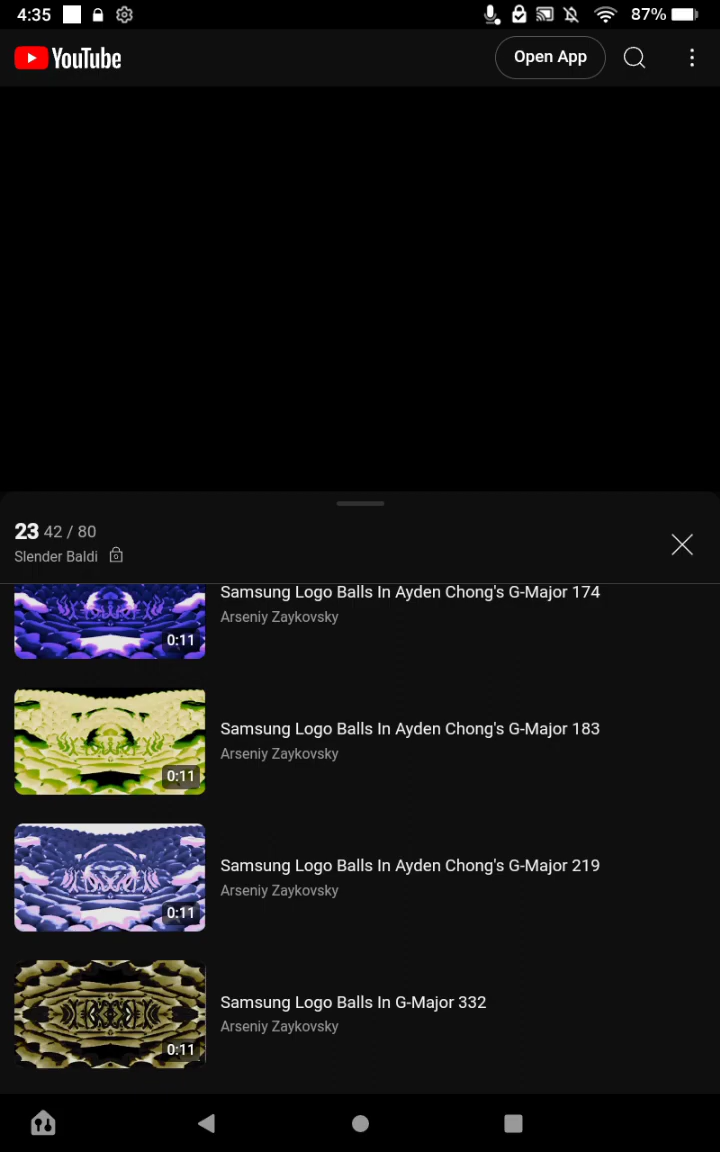 4:35
87%
YouTube
Open App
23 42 / 80
Slender Baldi
Samsung Logo Balls In Ayden Chong's G-Major 174
Arseniy Zaykovsky
0:11
Samsung Logo Balls In Ayden Chong's G-Major 183
Arseniy Zaykovsky
0:11
Samsung Logo Balls In Ayden Chong's G-Major 219
Arseniy Zaykovsky
0:11
Samsung Logo Balls In G-Major 332
Arseniy Zaykovsky
0:11